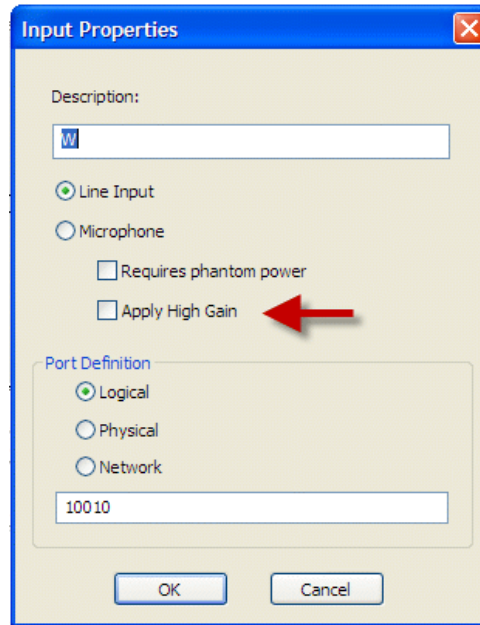 Input Properties
Description:
W
Line Input
Microphone
Requires phantom power
Apply High Gain
Port Definition
Logical
Physical
Network
10010
OK
Cancel